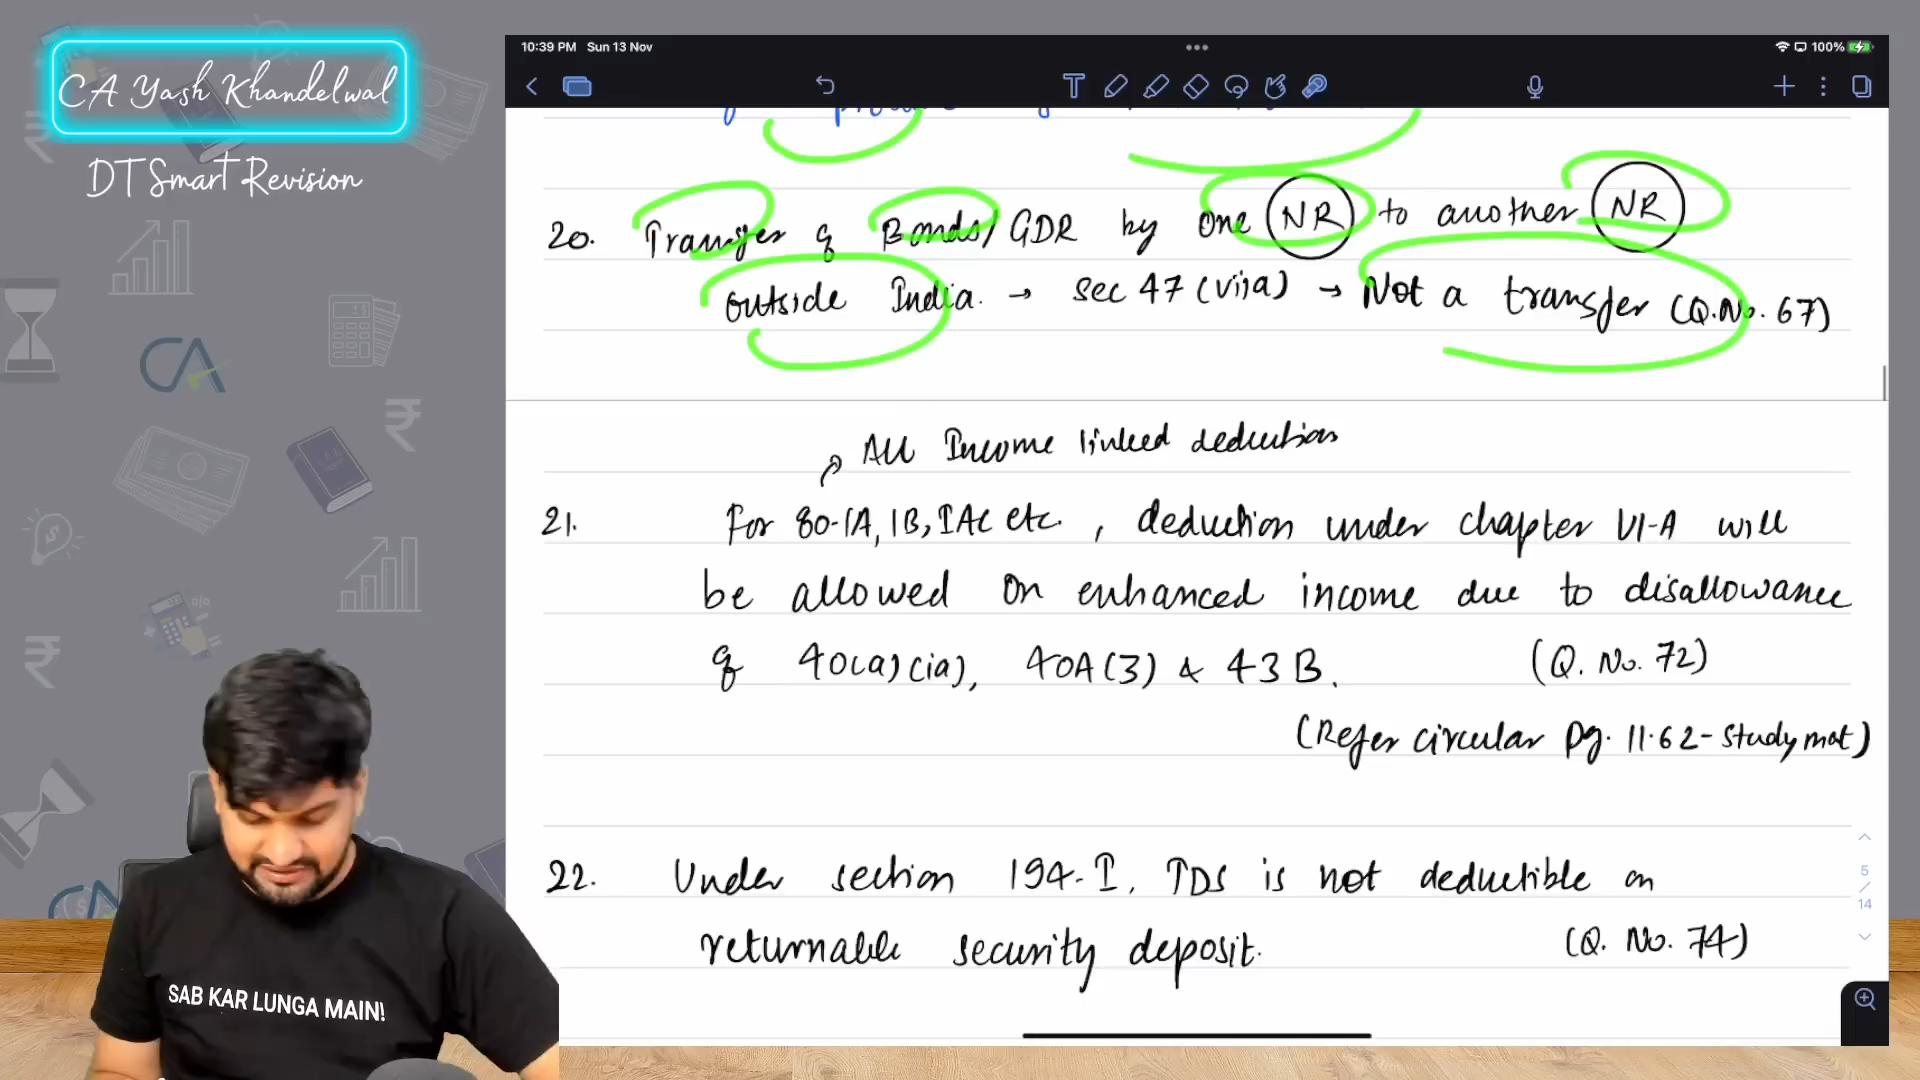 CA Yash Khandelwal
DT Smart Revision
10:39 PM Sun 13 Nov
100%
20. Transfer of Bonds/GDR by one NR to another NR
outside India. → sec 47 (viia) → Not a transfer (Q.No. 67)
All Income linked deductions
21. For 80-IA, IB, IAC etc. , deduction under chapter VI-A will
be allowed on enhanced income due to disallowance
of 40(a)(ia), 40A(3) & 43B. (Q. No. 72)
(Refer circular pg. 11.62 - Study mat)
22. Under section 194-I, TDS is not deductible on
returnable security deposit. (Q. No. 74)
5
/
14
SAB KAR LUNGA MAIN!
CA